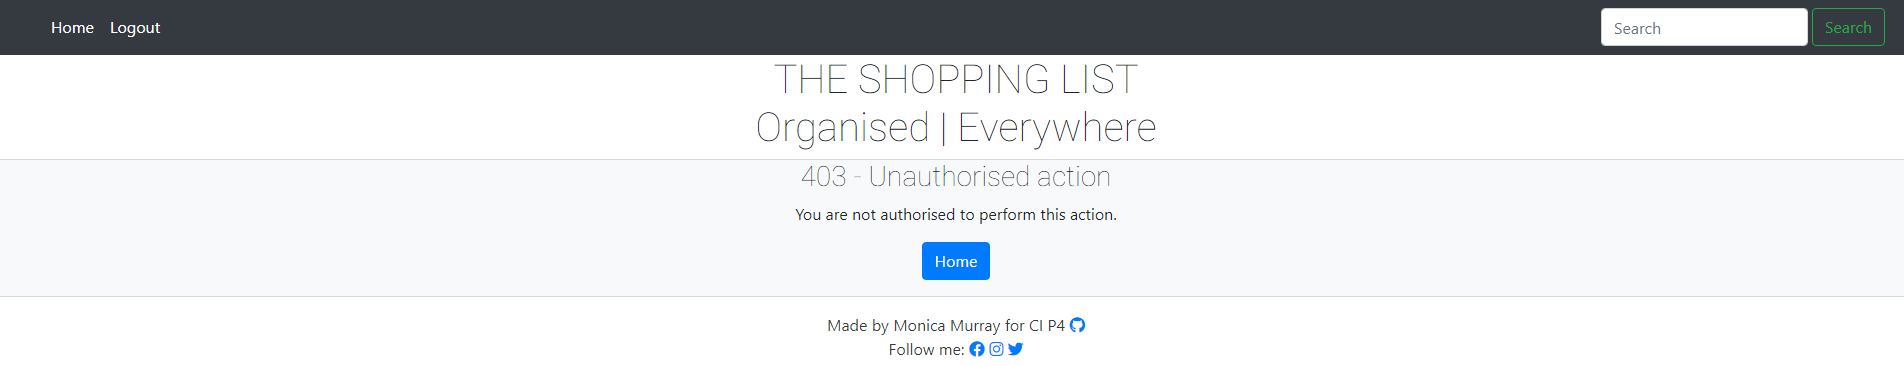 Home Logout Search Search
THE SHOPPING LIST
Organised | Everywhere
403 - Unauthorised action
You are not authorised to perform this action.
Home
Made by Monica Murray for CI P4
Follow me: